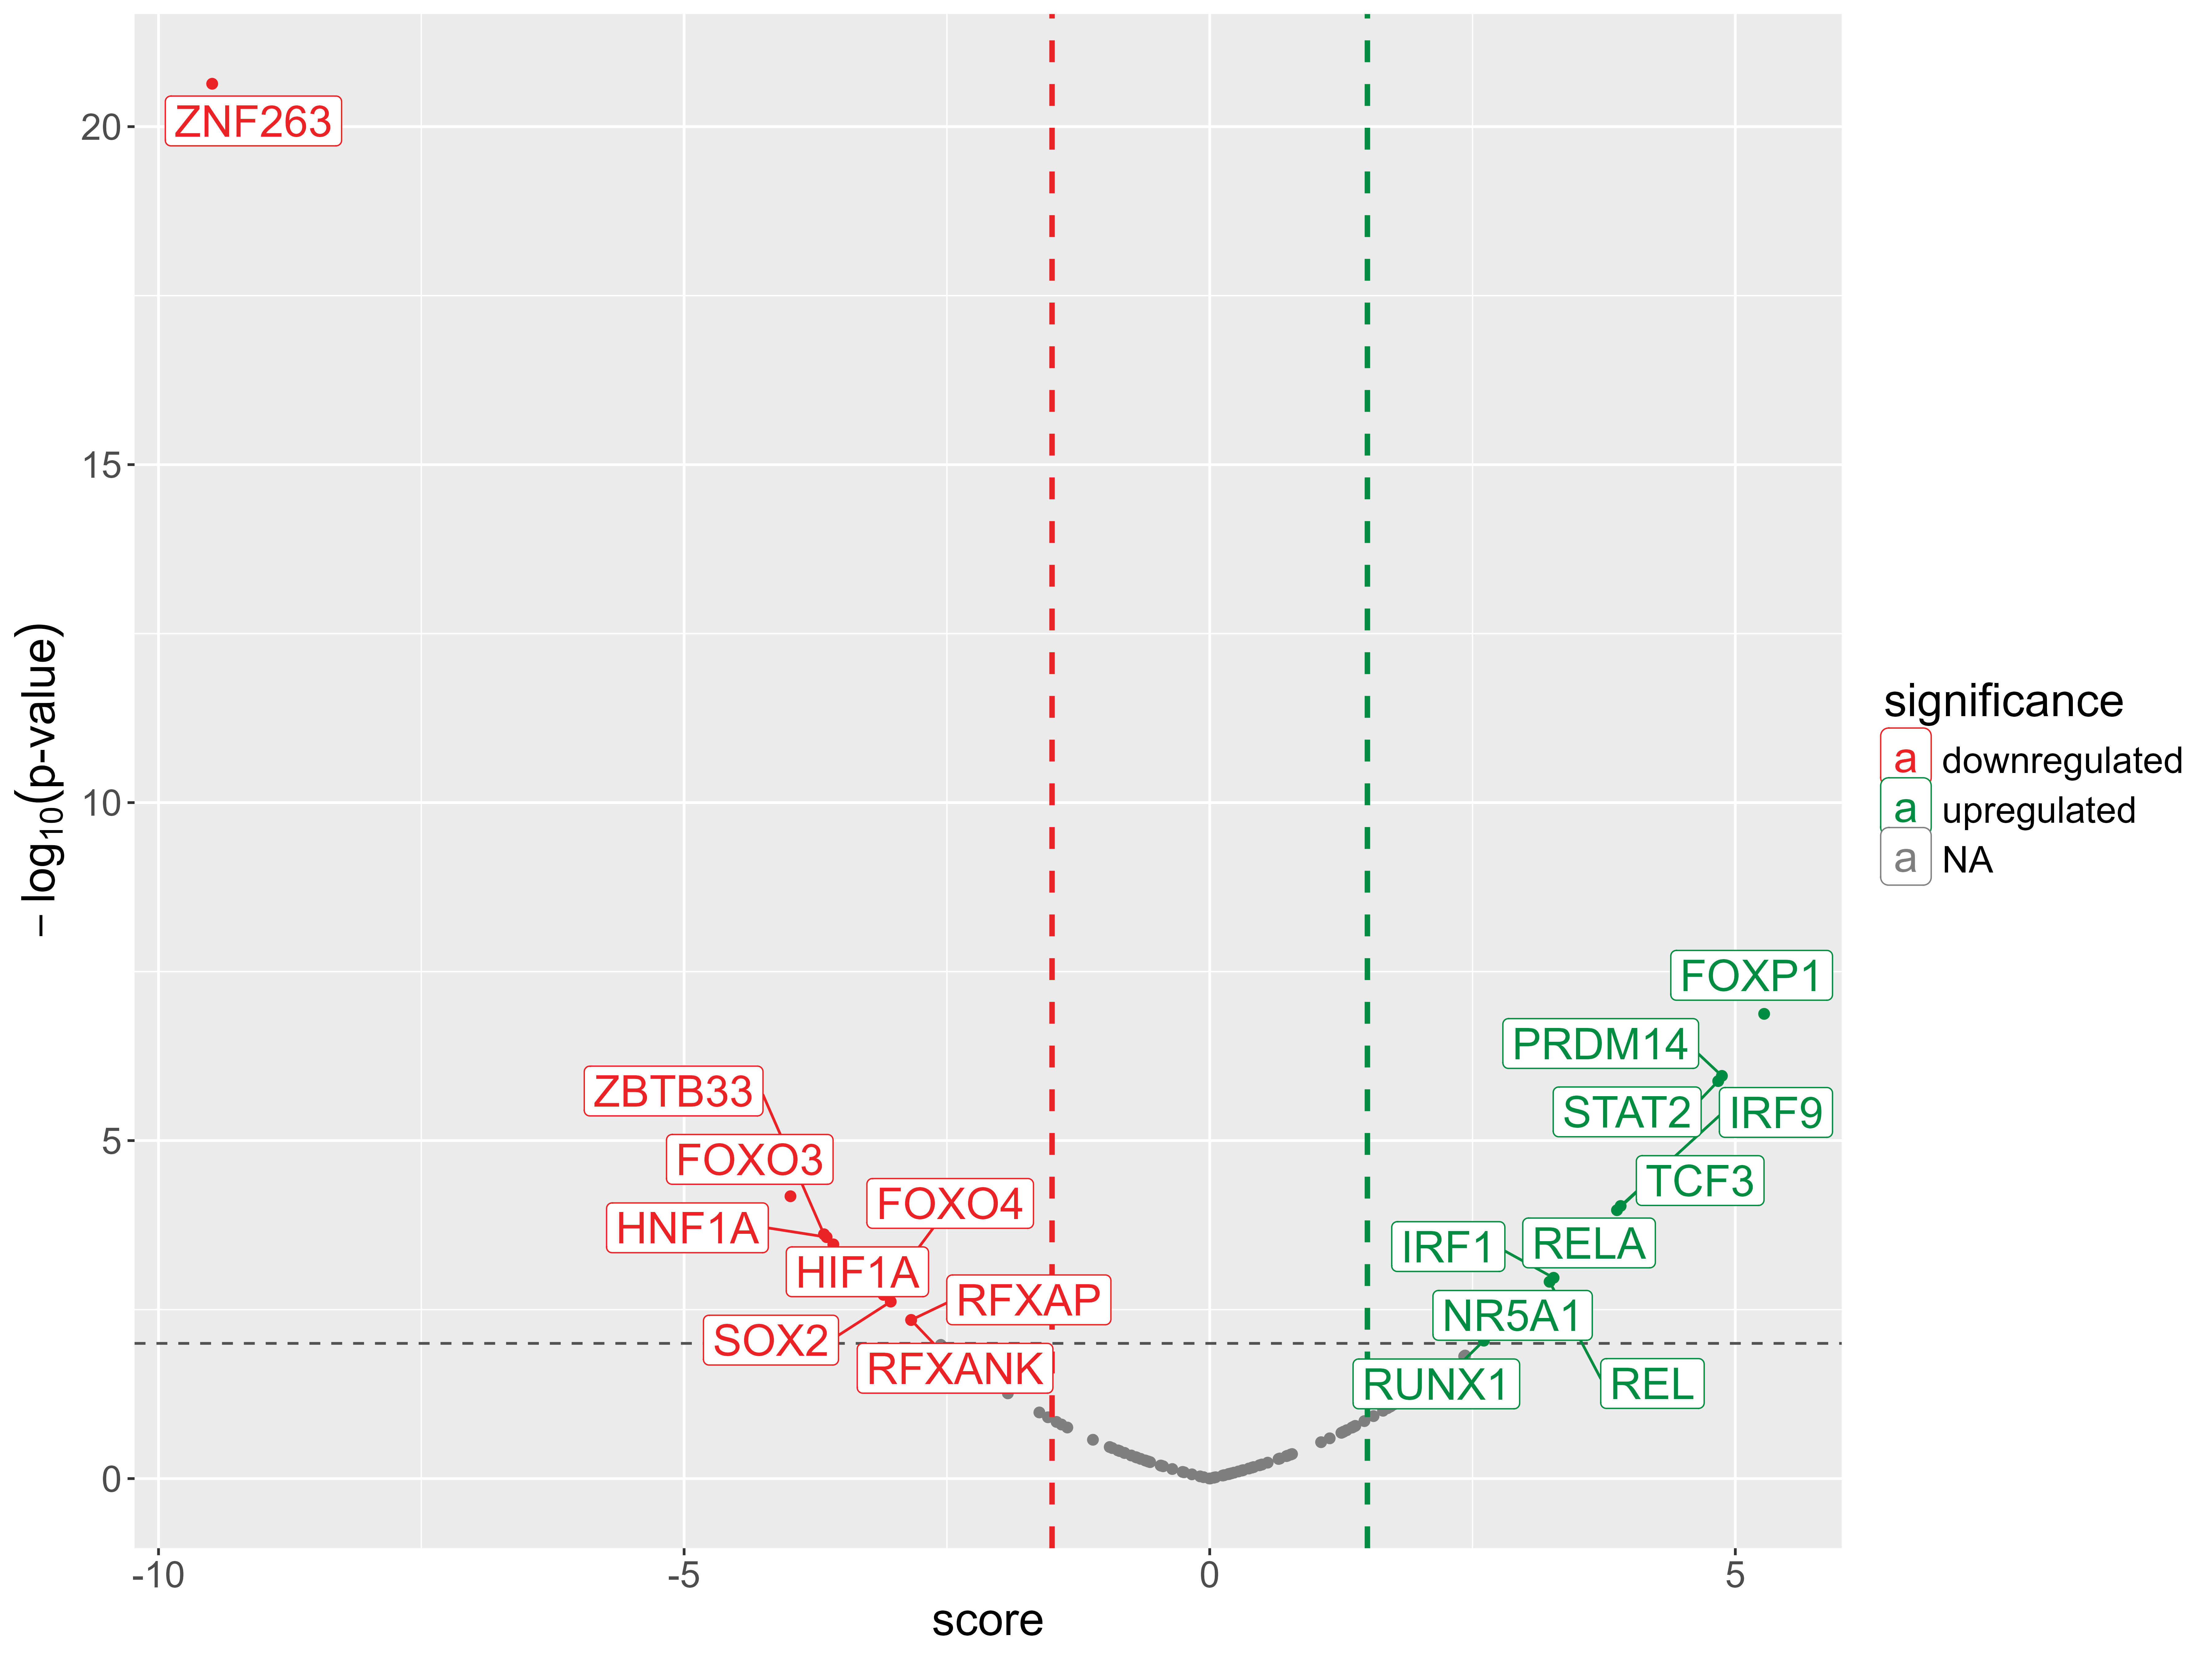 ZNF263
20
15
10
5
0
− log10(p-value)
FOXP1
PRDM14
ZBTB33
STAT2
IRF9
FOXO3
TCF3
FOXO4
HNF1A
IRF1
RELA
HIF1A
RFXAP
NR5A1
SOX2
RFXANK
RUNX1
REL
-10
-5
0
5
score
significance
a downregulated
a upregulated
a NA